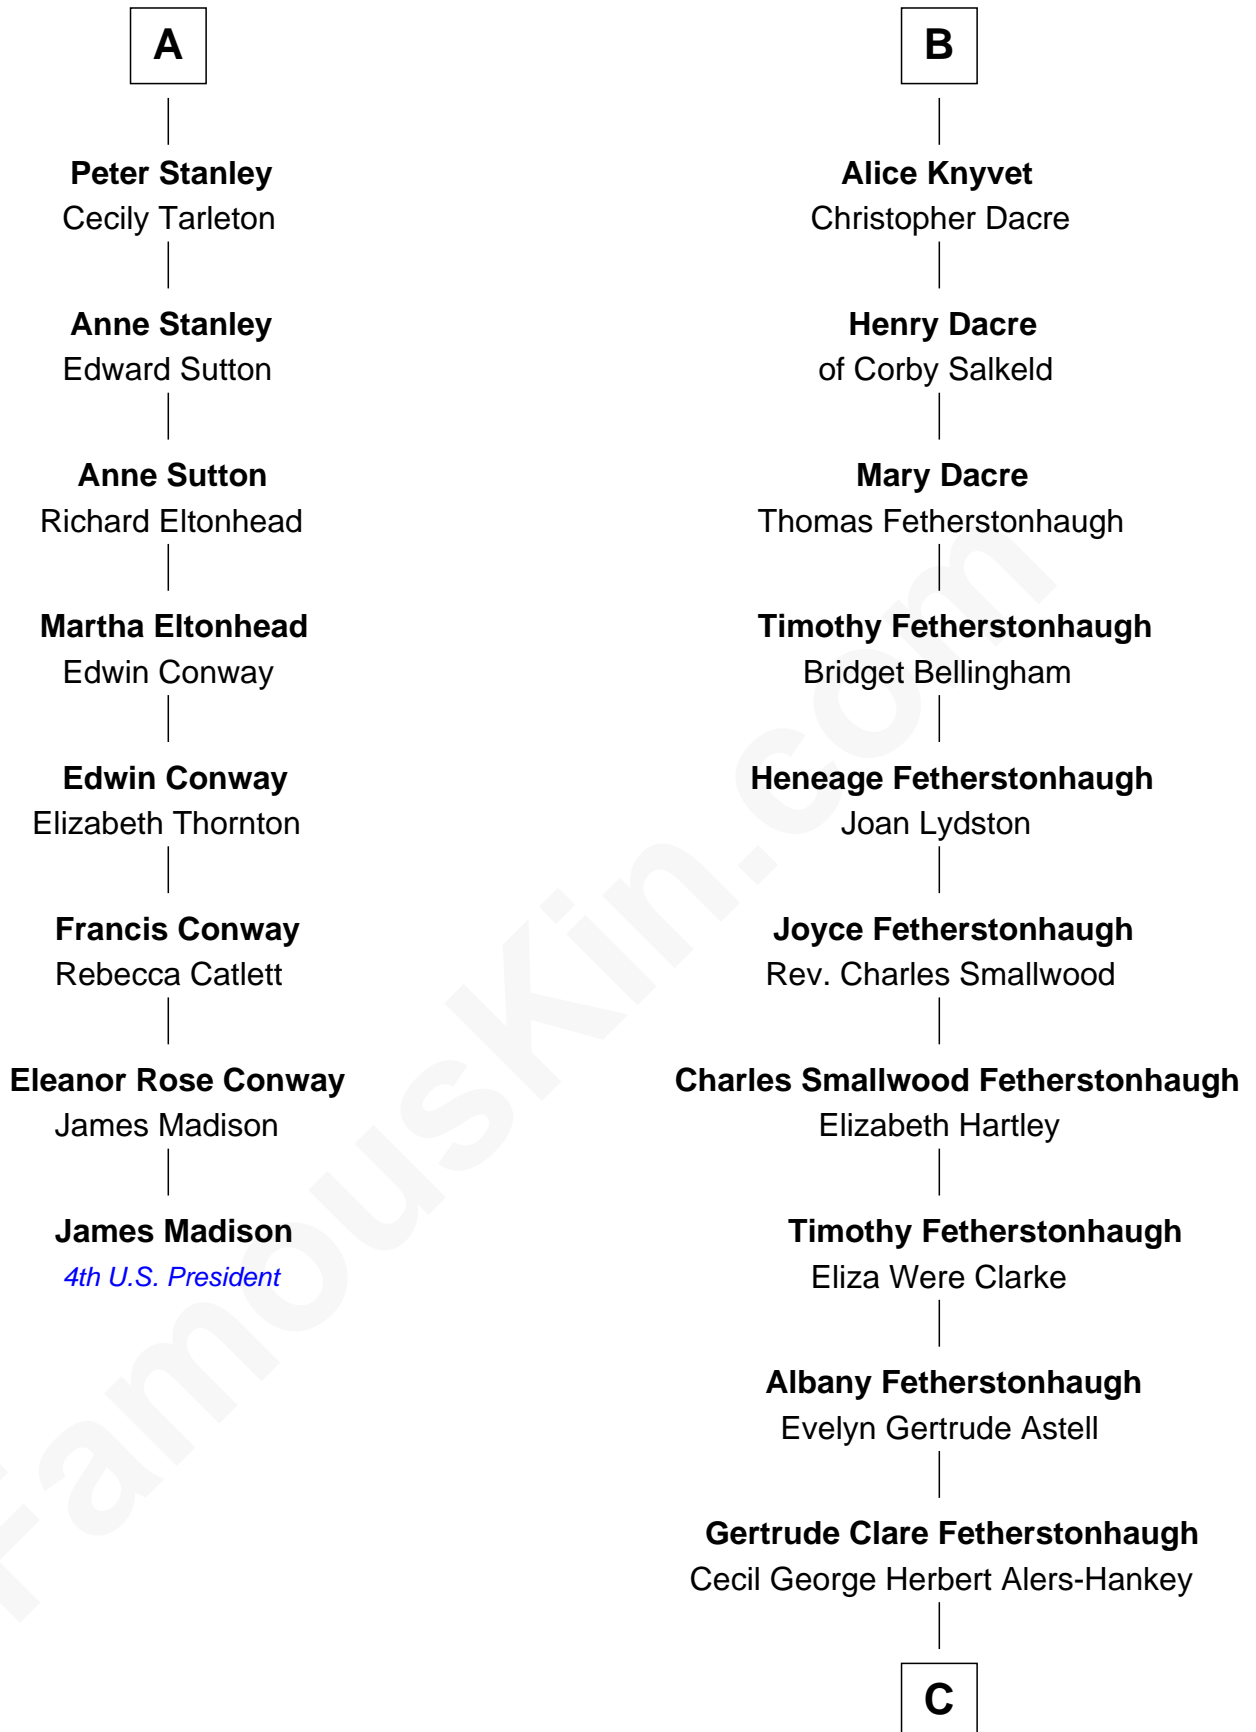 A
Peter Stanley
Cecily Tarleton
Anne Stanley
Edward Sutton
Anne Sutton
Richard Eltonhead
Martha Eltonhead
Edwin Conway
Edwin Conway
Elizabeth Thornton
Francis Conway
Rebecca Catlett
Eleanor Rose Conway
James Madison
James Madison
4th U.S. President
B
Alice Knyvet
Christopher Dacre
Henry Dacre
of Corby Salkeld
Mary Dacre
Thomas Fetherstonhaugh
Timothy Fetherstonhaugh
Bridget Bellingham
Heneage Fetherstonhaugh
Joan Lydston
Joyce Fetherstonhaugh
Rev. Charles Smallwood
Charles Smallwood Fetherstonhaugh
Elizabeth Hartley
Timothy Fetherstonhaugh
Eliza Were Clarke
Albany Fetherstonhaugh
Evelyn Gertrude Astell
Gertrude Clare Fetherstonhaugh
Cecil George Herbert Alers-Hankey
C
FamousKin.com